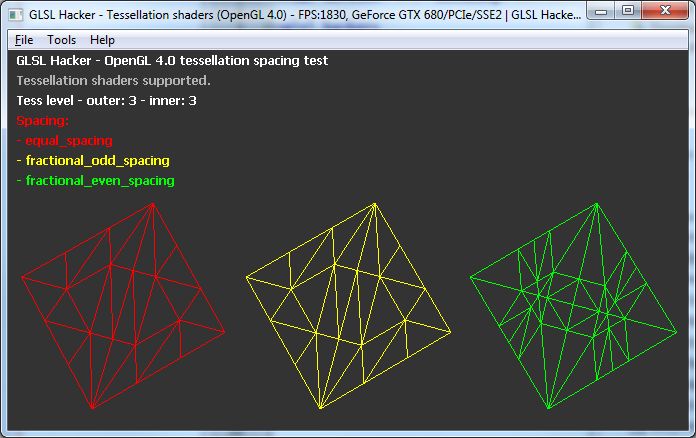 GLSL Hacker - Tessellation shaders (OpenGL 4.0) - FPS:1830, GeForce GTX 680/PCIe/SSE2 | GLSL Hacke...
File Tools Help
GLSL Hacker - OpenGL 4.0 tessellation spacing test
Tessellation shaders supported.
Tess level - outer: 3 - inner: 3
Spacing:
- equal_spacing
- fractional_odd_spacing
- fractional_even_spacing